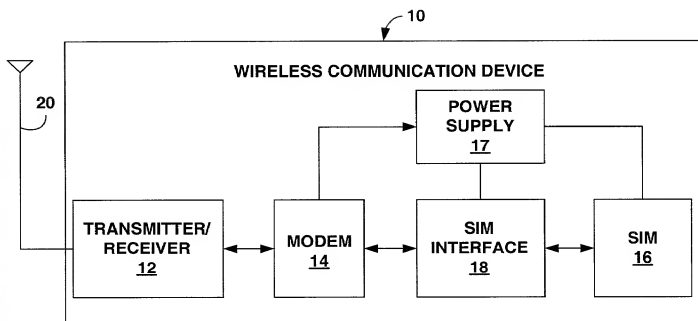 10
WIRELESS COMMUNICATION DEVICE
20
POWER
SUPPLY
17
TRANSMITTER/
RECEIVER
12
MODEM
14
SIM
INTERFACE
18
SIM
16